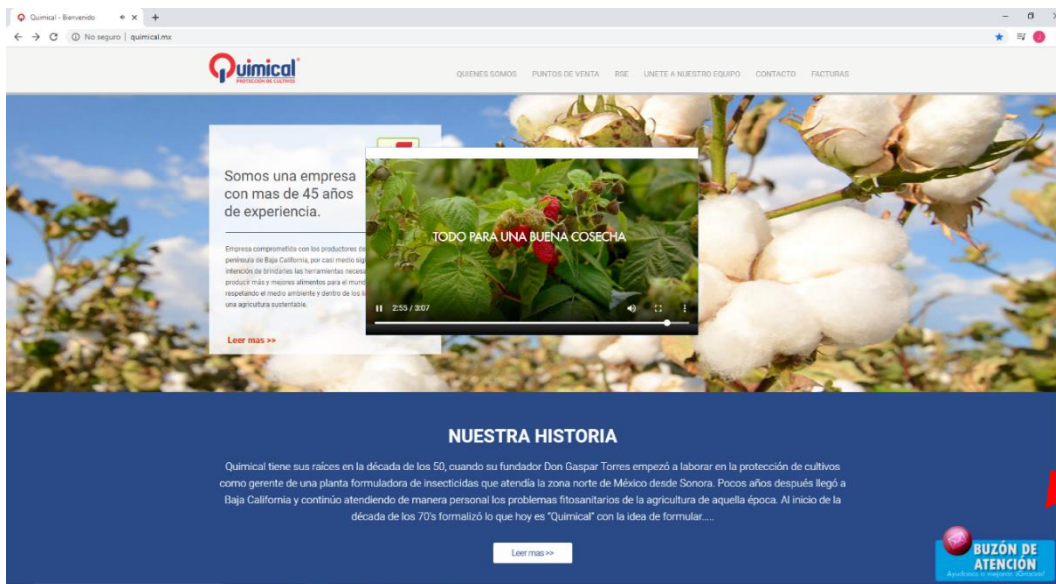 Quimical - Bienvenido
No seguro | quimical.mx
Quimical
PROTECCIÓN DE CULTIVOS
QUIENES SOMOS PUNTOS DE VENTA RSE UNETE A NUESTRO EQUIPO CONTACTO FACTURAS
Somos una empresa
con mas de 45 años
de experiencia.
Empresa comprometida con los productores de
península de Baja California, por casi medio sig
intención de brindarles las herramientas necesa
producir más y mejores alimentos para el mund
respetando el medio ambiente y dentro de los
una agricultura sustentable.
Leer mas >>
TODO PARA UNA BUENA COSECHA
2:55 / 3:07
NUESTRA HISTORIA
Quimical tiene sus raíces en la década de los 50, cuando su fundador Don Gaspar Torres empezó a laborar en la protección de cultivos
como gerente de una planta formuladora de insecticidas que atendía la zona norte de México desde Sonora. Pocos años después llegó a
Baja California y continúo atendiendo de manera personal los problemas fitosanitarios de la agricultura de aquella época. Al inicio de la
década de los 70's formalizó lo que hoy es "Quimical" con la idea de formular.....
Leer mas >>
BUZÓN DE
ATENCIÓN
Ayudanos a mejorar ¡Gracias!